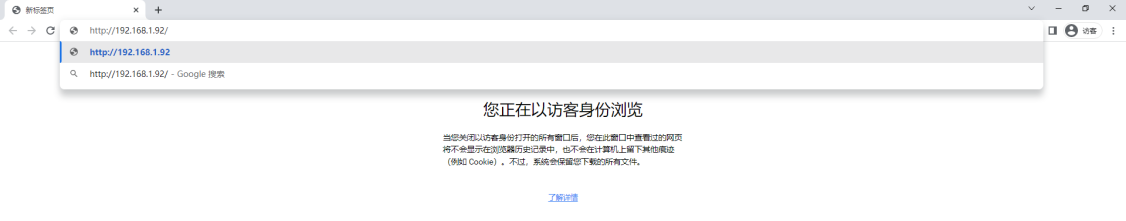 新标签页
http://192.168.1.92/
访客
http://192.168.1.92
http://192.168.1.92/ - Google 搜索
您正在以访客身份浏览
当您关闭以访客身份打开的所有窗口后，您在此窗口中查看过的网页
将不会显示在浏览器历史记录中，也不会在计算机上留下其他痕迹
（例如 Cookie）。不过，系统会保留您下载的所有文件。
了解详情